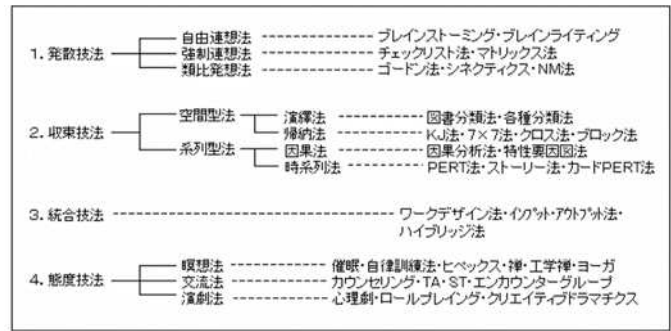 1. 発散技法
自由連想法 ブレインストーミング・ブレインライティング
強制連想法 チェックリスト法・マトリックス法
類比発想法 ゴードン法・シネクティクス・NM法
2. 収束技法
空間型法 演繹法 図書分類法・各種分類法
帰納法 KJ法・7×7法・クロス法・ブロック法
系列型法 因果法 因果分析法・特性要因図法
時系列法 PERT法・ストーリー法・カードPERT法
3. 統合技法 ワークデザイン法・インプット・アウトプット法・
ハイブリッジ法
4. 態度技法
瞑想法 催眠・自律訓練法・ヒペックス・禅・工学禅・ヨーガ
交流法 カウンセリング・TA・ST・エンカウンターグループ
演劇法 心理劇・ロールプレイング・クリエイティブドラマチクス